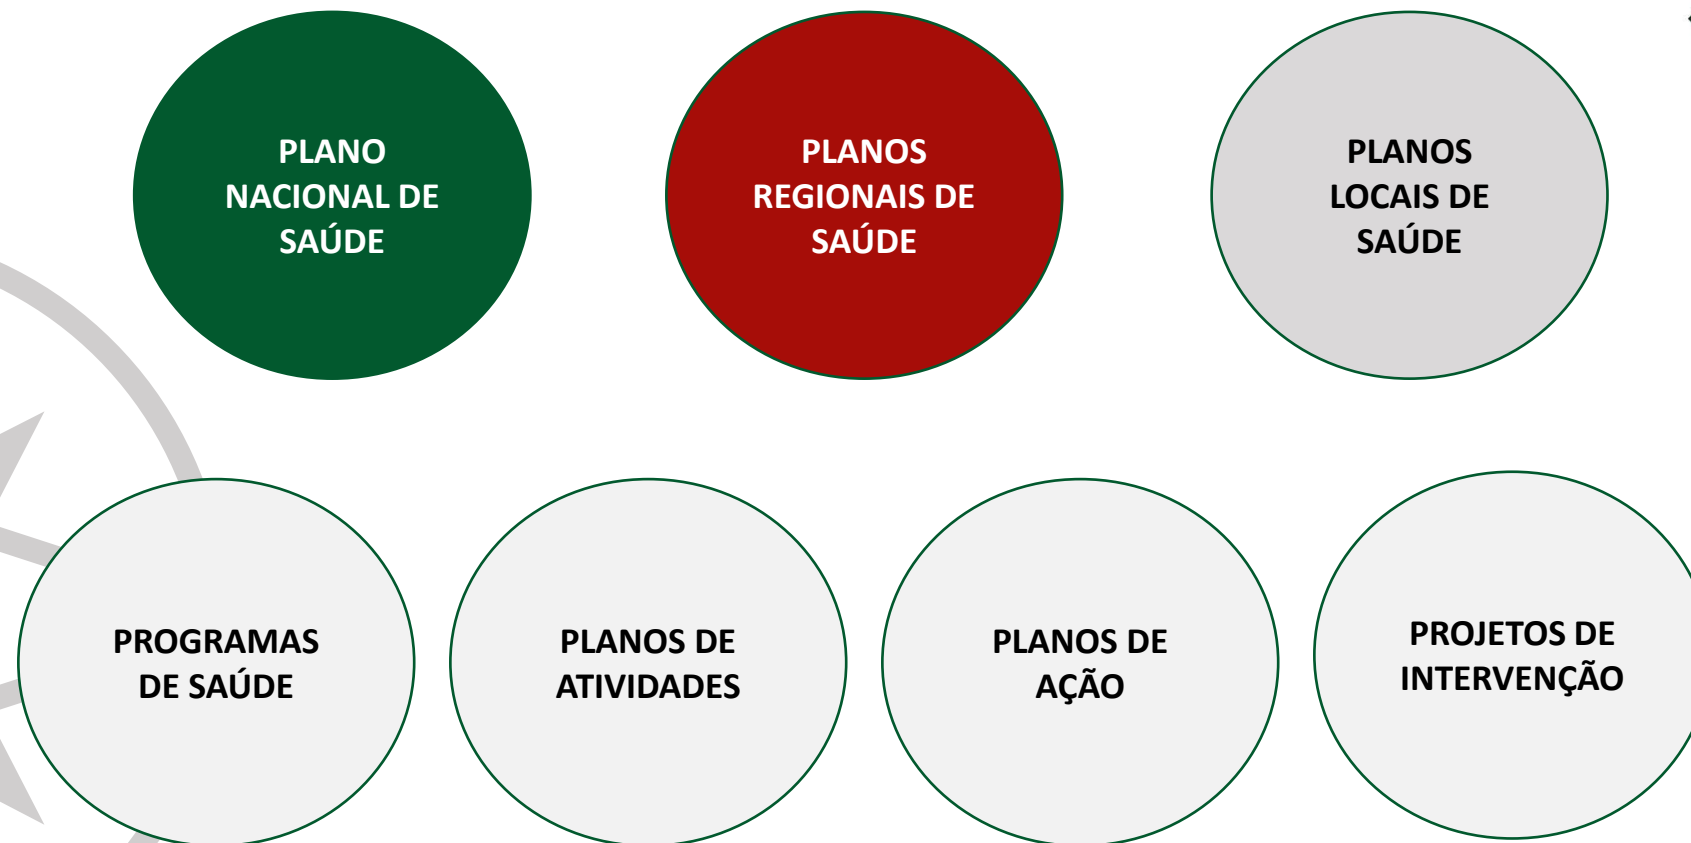 PLANO
NACIONAL DE
SAÚDE
PLANOS
REGIONAIS DE
SAÚDE
PLANOS
LOCAIS DE
SAÚDE
PROGRAMAS
DE SAÚDE
PLANOS DE
ATIVIDADES
PLANOS DE
AÇÃO
PROJETOS DE
INTERVENÇÃO